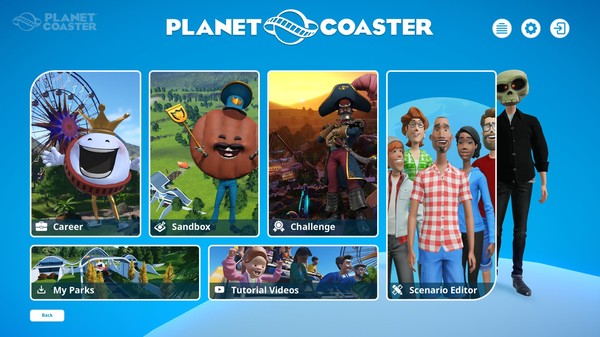 PLANET
COASTER
PLANET COASTER
Career
Sandbox
Challenge
My Parks
Tutorial Videos
Scenario Editor
Back